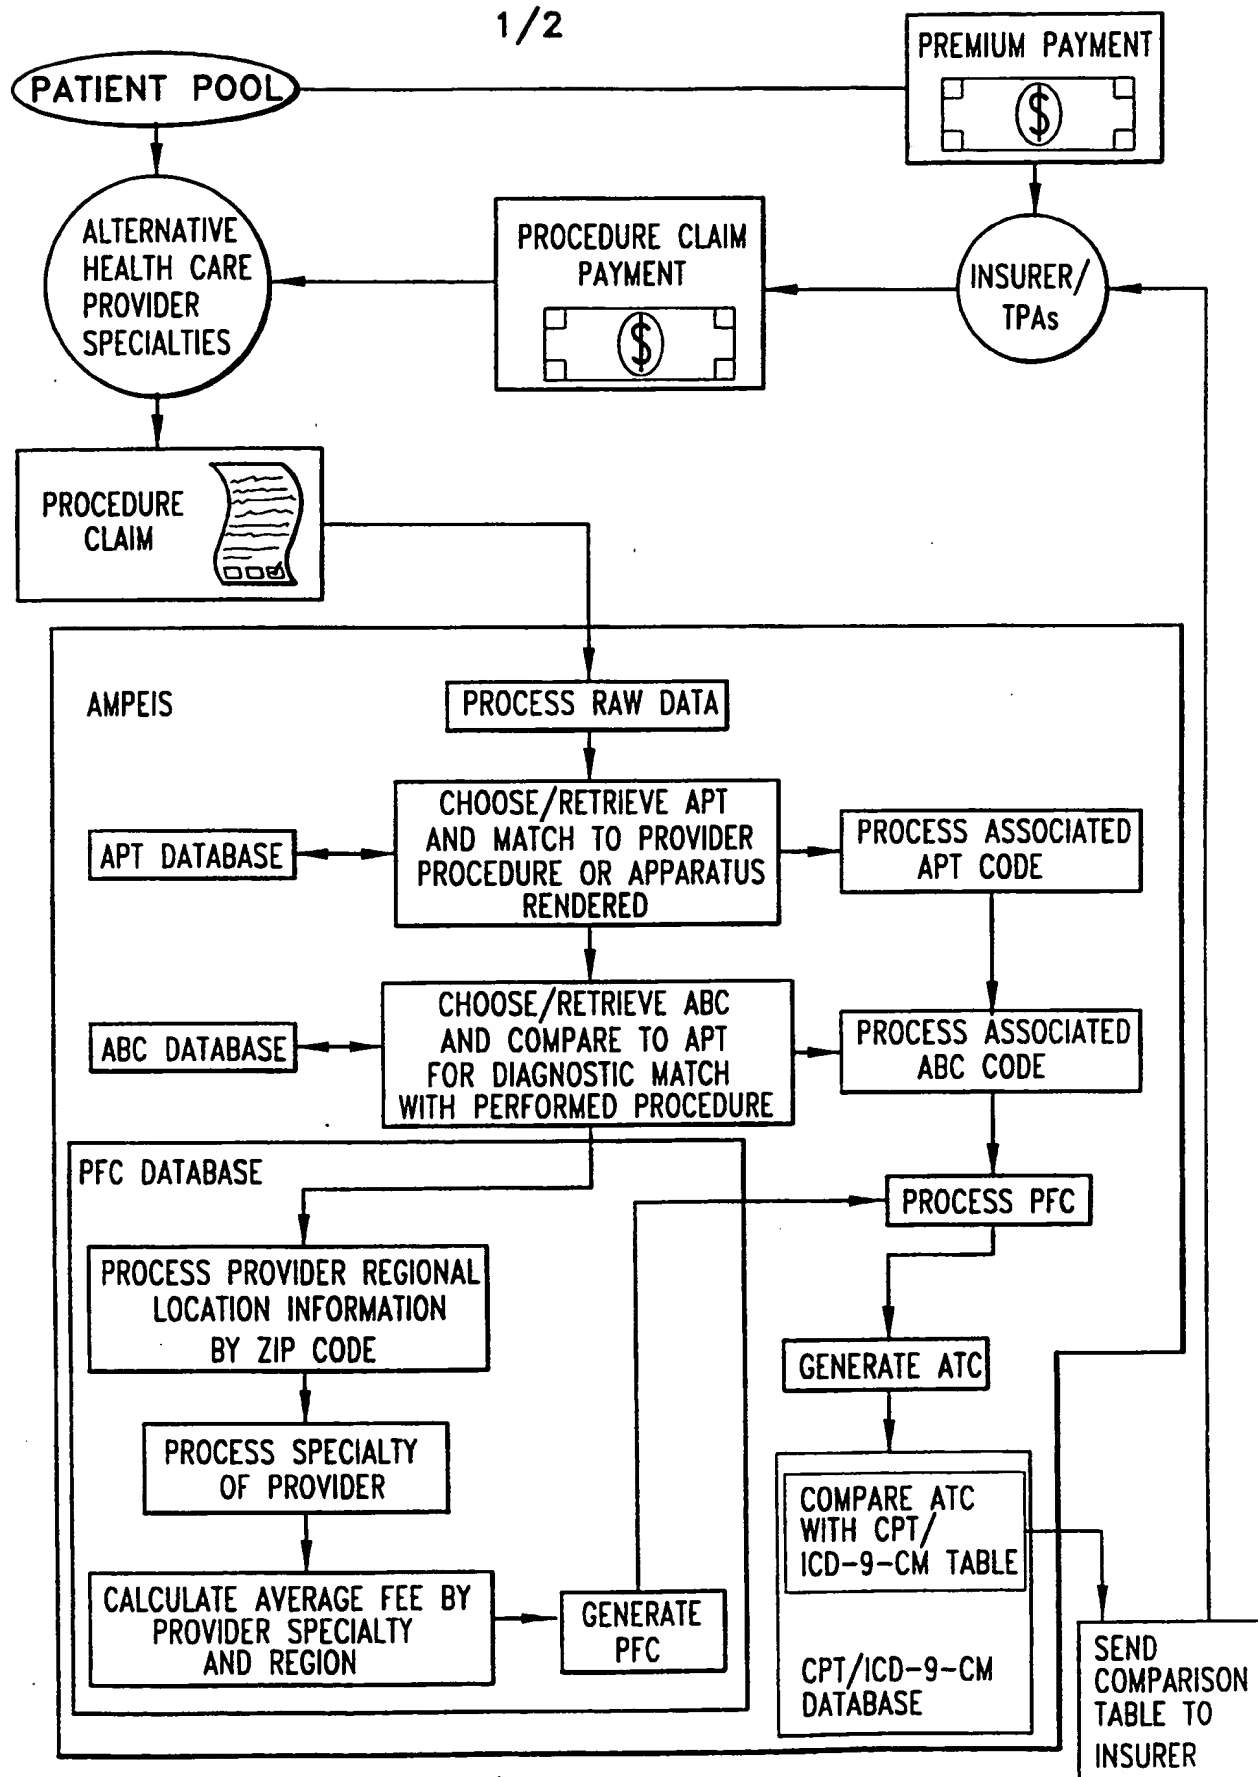 1/2
PREMIUM PAYMENT
$
PATIENT POOL
ALTERNATIVE
HEALTH CARE
PROVIDER
SPECIALTIES
PROCEDURE CLAIM
PAYMENT
$
INSURER/
TPAs
PROCEDURE
CLAIM
AMPEIS
PROCESS RAW DATA
CHOOSE/RETRIEVE APT
AND MATCH TO PROVIDER
PROCEDURE OR APPARATUS
RENDERED
APT DATABASE
PROCESS ASSOCIATED
APT CODE
CHOOSE/RETRIEVE ABC
AND COMPARE TO APT
FOR DIAGNOSTIC MATCH
WITH PERFORMED PROCEDURE
ABC DATABASE
PROCESS ASSOCIATED
ABC CODE
PFC DATABASE
PROCESS PFC
PROCESS PROVIDER REGIONAL
LOCATION INFORMATION
BY ZIP CODE
GENERATE ATC
PROCESS SPECIALTY
OF PROVIDER
COMPARE ATC
WITH CPT/
ICD-9-CM TABLE
CALCULATE AVERAGE FEE BY
PROVIDER SPECIALTY
AND REGION
GENERATE
PFC
CPT/ICD-9-CM
DATABASE
SEND
COMPARISON
TABLE TO
INSURER